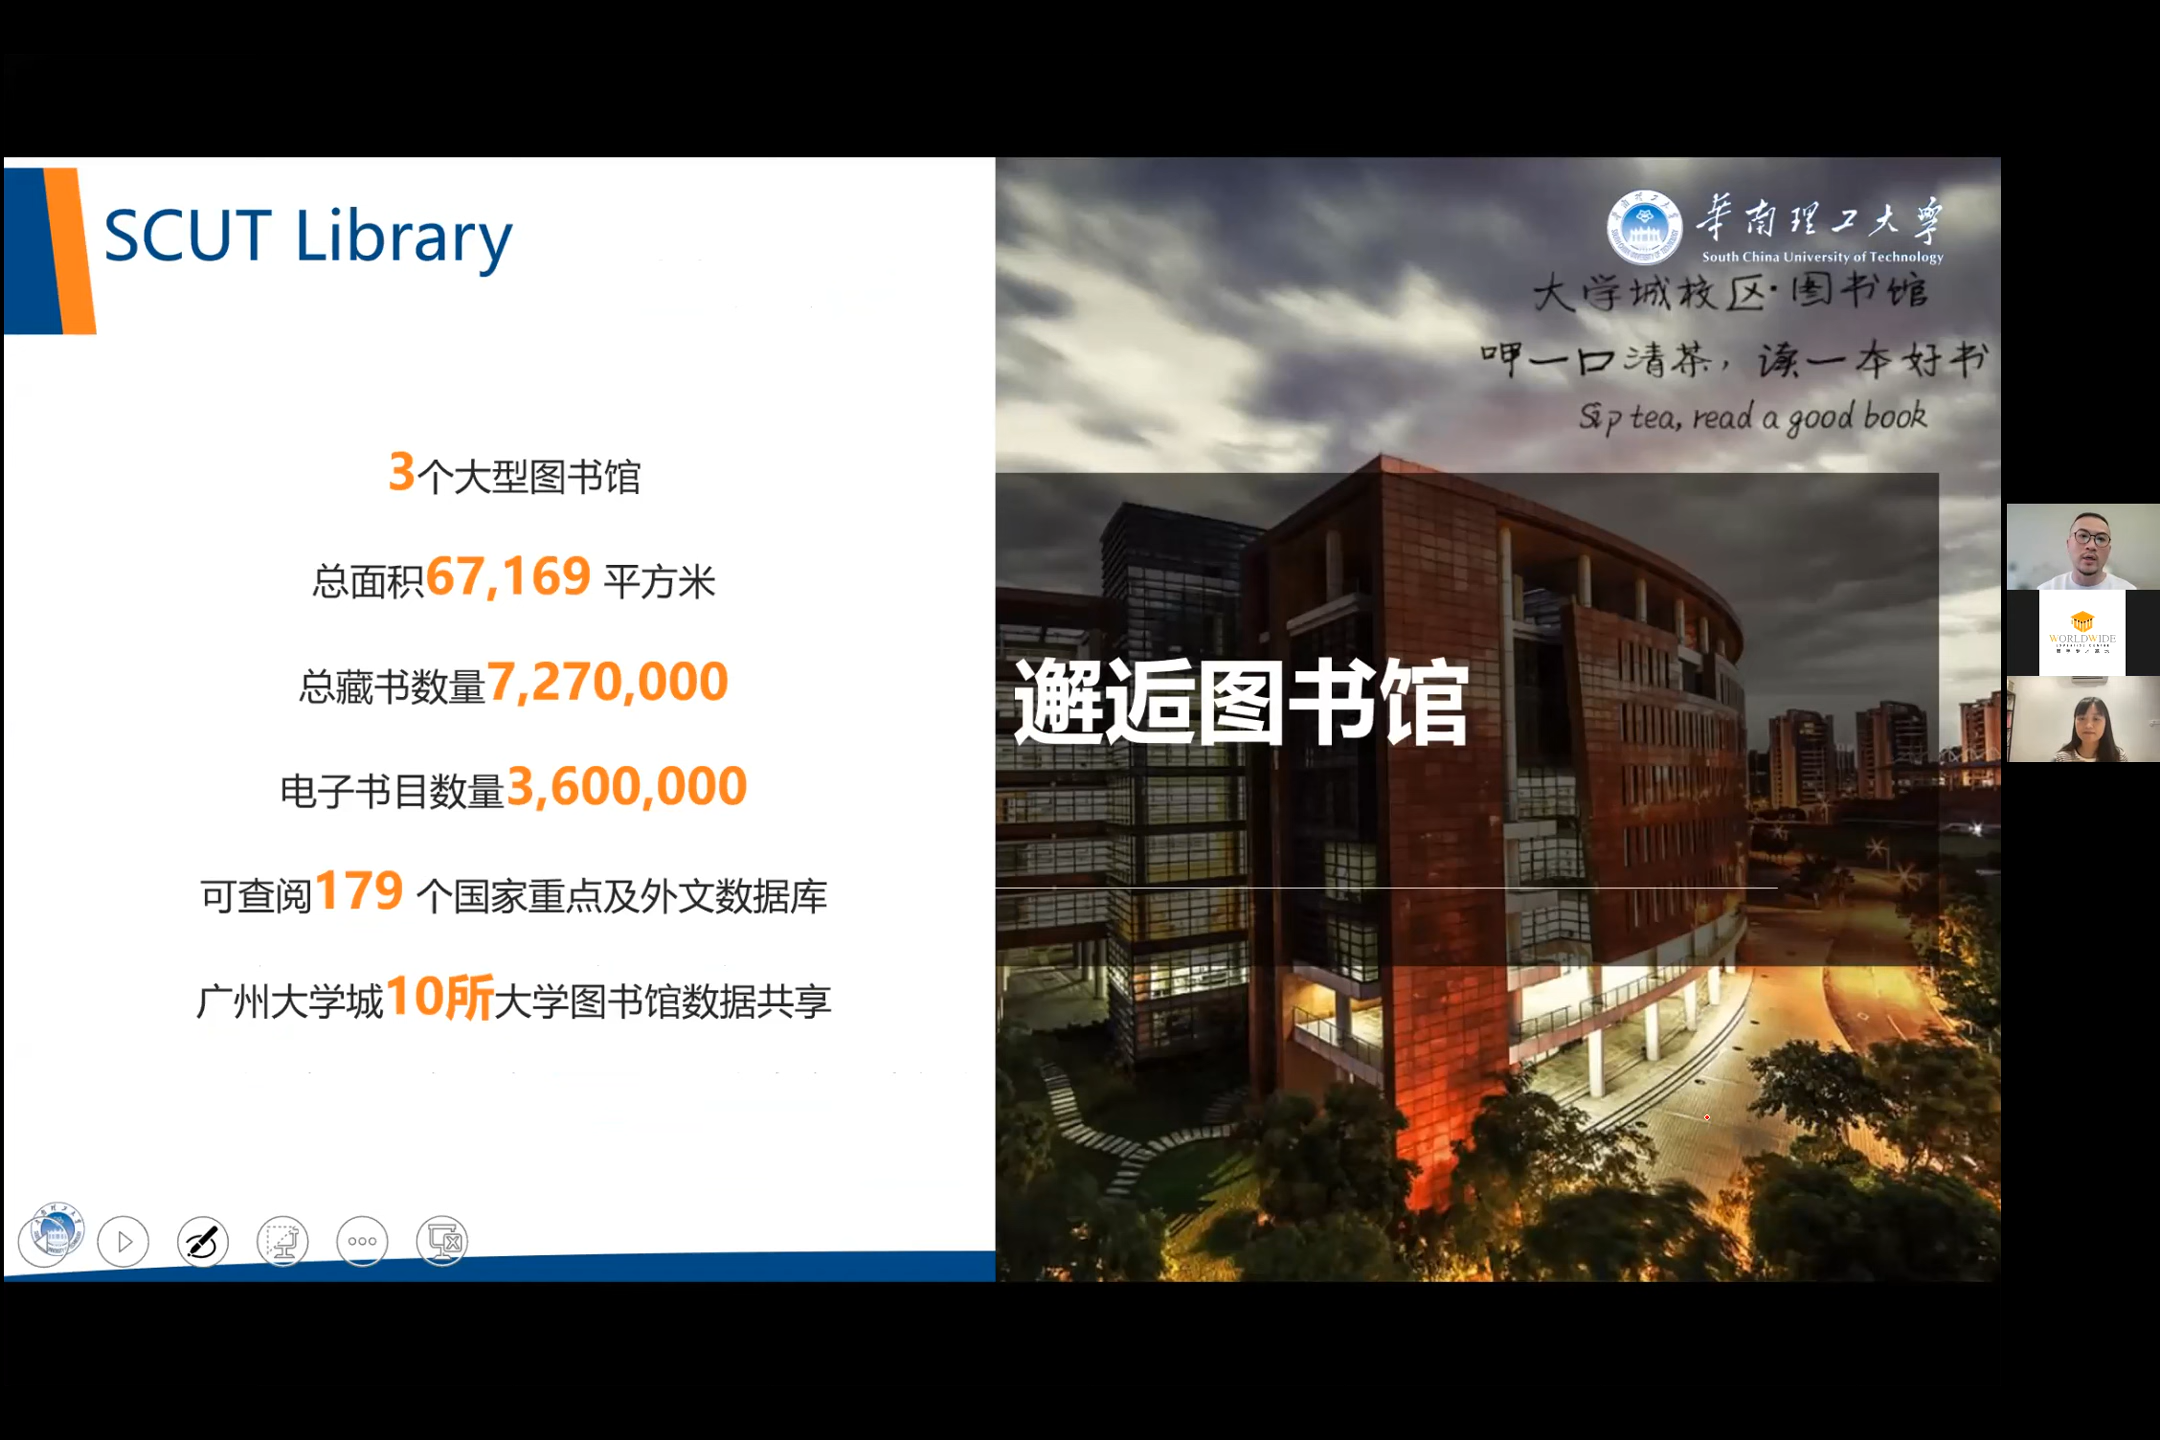 SCUT Library
3个大型图书馆
总面积67,169 平方米
总藏书数量7,270,000
电子书目数量3,600,000
可查阅179 个国家重点及外文数据库
广州大学城10所大学图书馆数据共享
華南理工大學
South China University of Technology
大学城校区·图书馆
呷一口清茶，读一本好书
Sip tea, read a good book
邂逅图书馆
WORLDWIDE